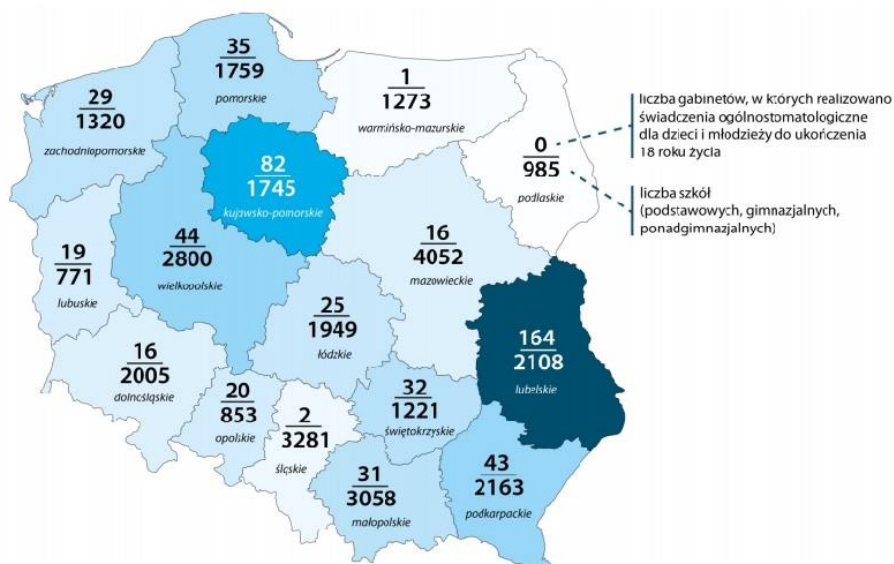 35
1759
pomorskie
1
1273
warmińsko-mazurskie
29
1320
zachodniopomorskie
liczba gabinetów, w których realizowano
świadczenia ogólnostomatologiczne
dla dzieci i młodzieży do ukończenia
18 roku życia
0
985
podlaskie
liczba szkół
(podstawowych, gimnazjalnych,
ponadgimnazjalnych)
82
1745
kujawsko-pomorskie
19
771
lubuskie
44
2800
wielkopolskie
16
4052
mazowieckie
25
1949
łódzkie
164
2108
lubelskie
16
2005
dolnośląskie
20
853
opolskie
2
3281
śląskie
32
1221
świętokrzyskie
31
3058
małopolskie
43
2163
podkarpackie